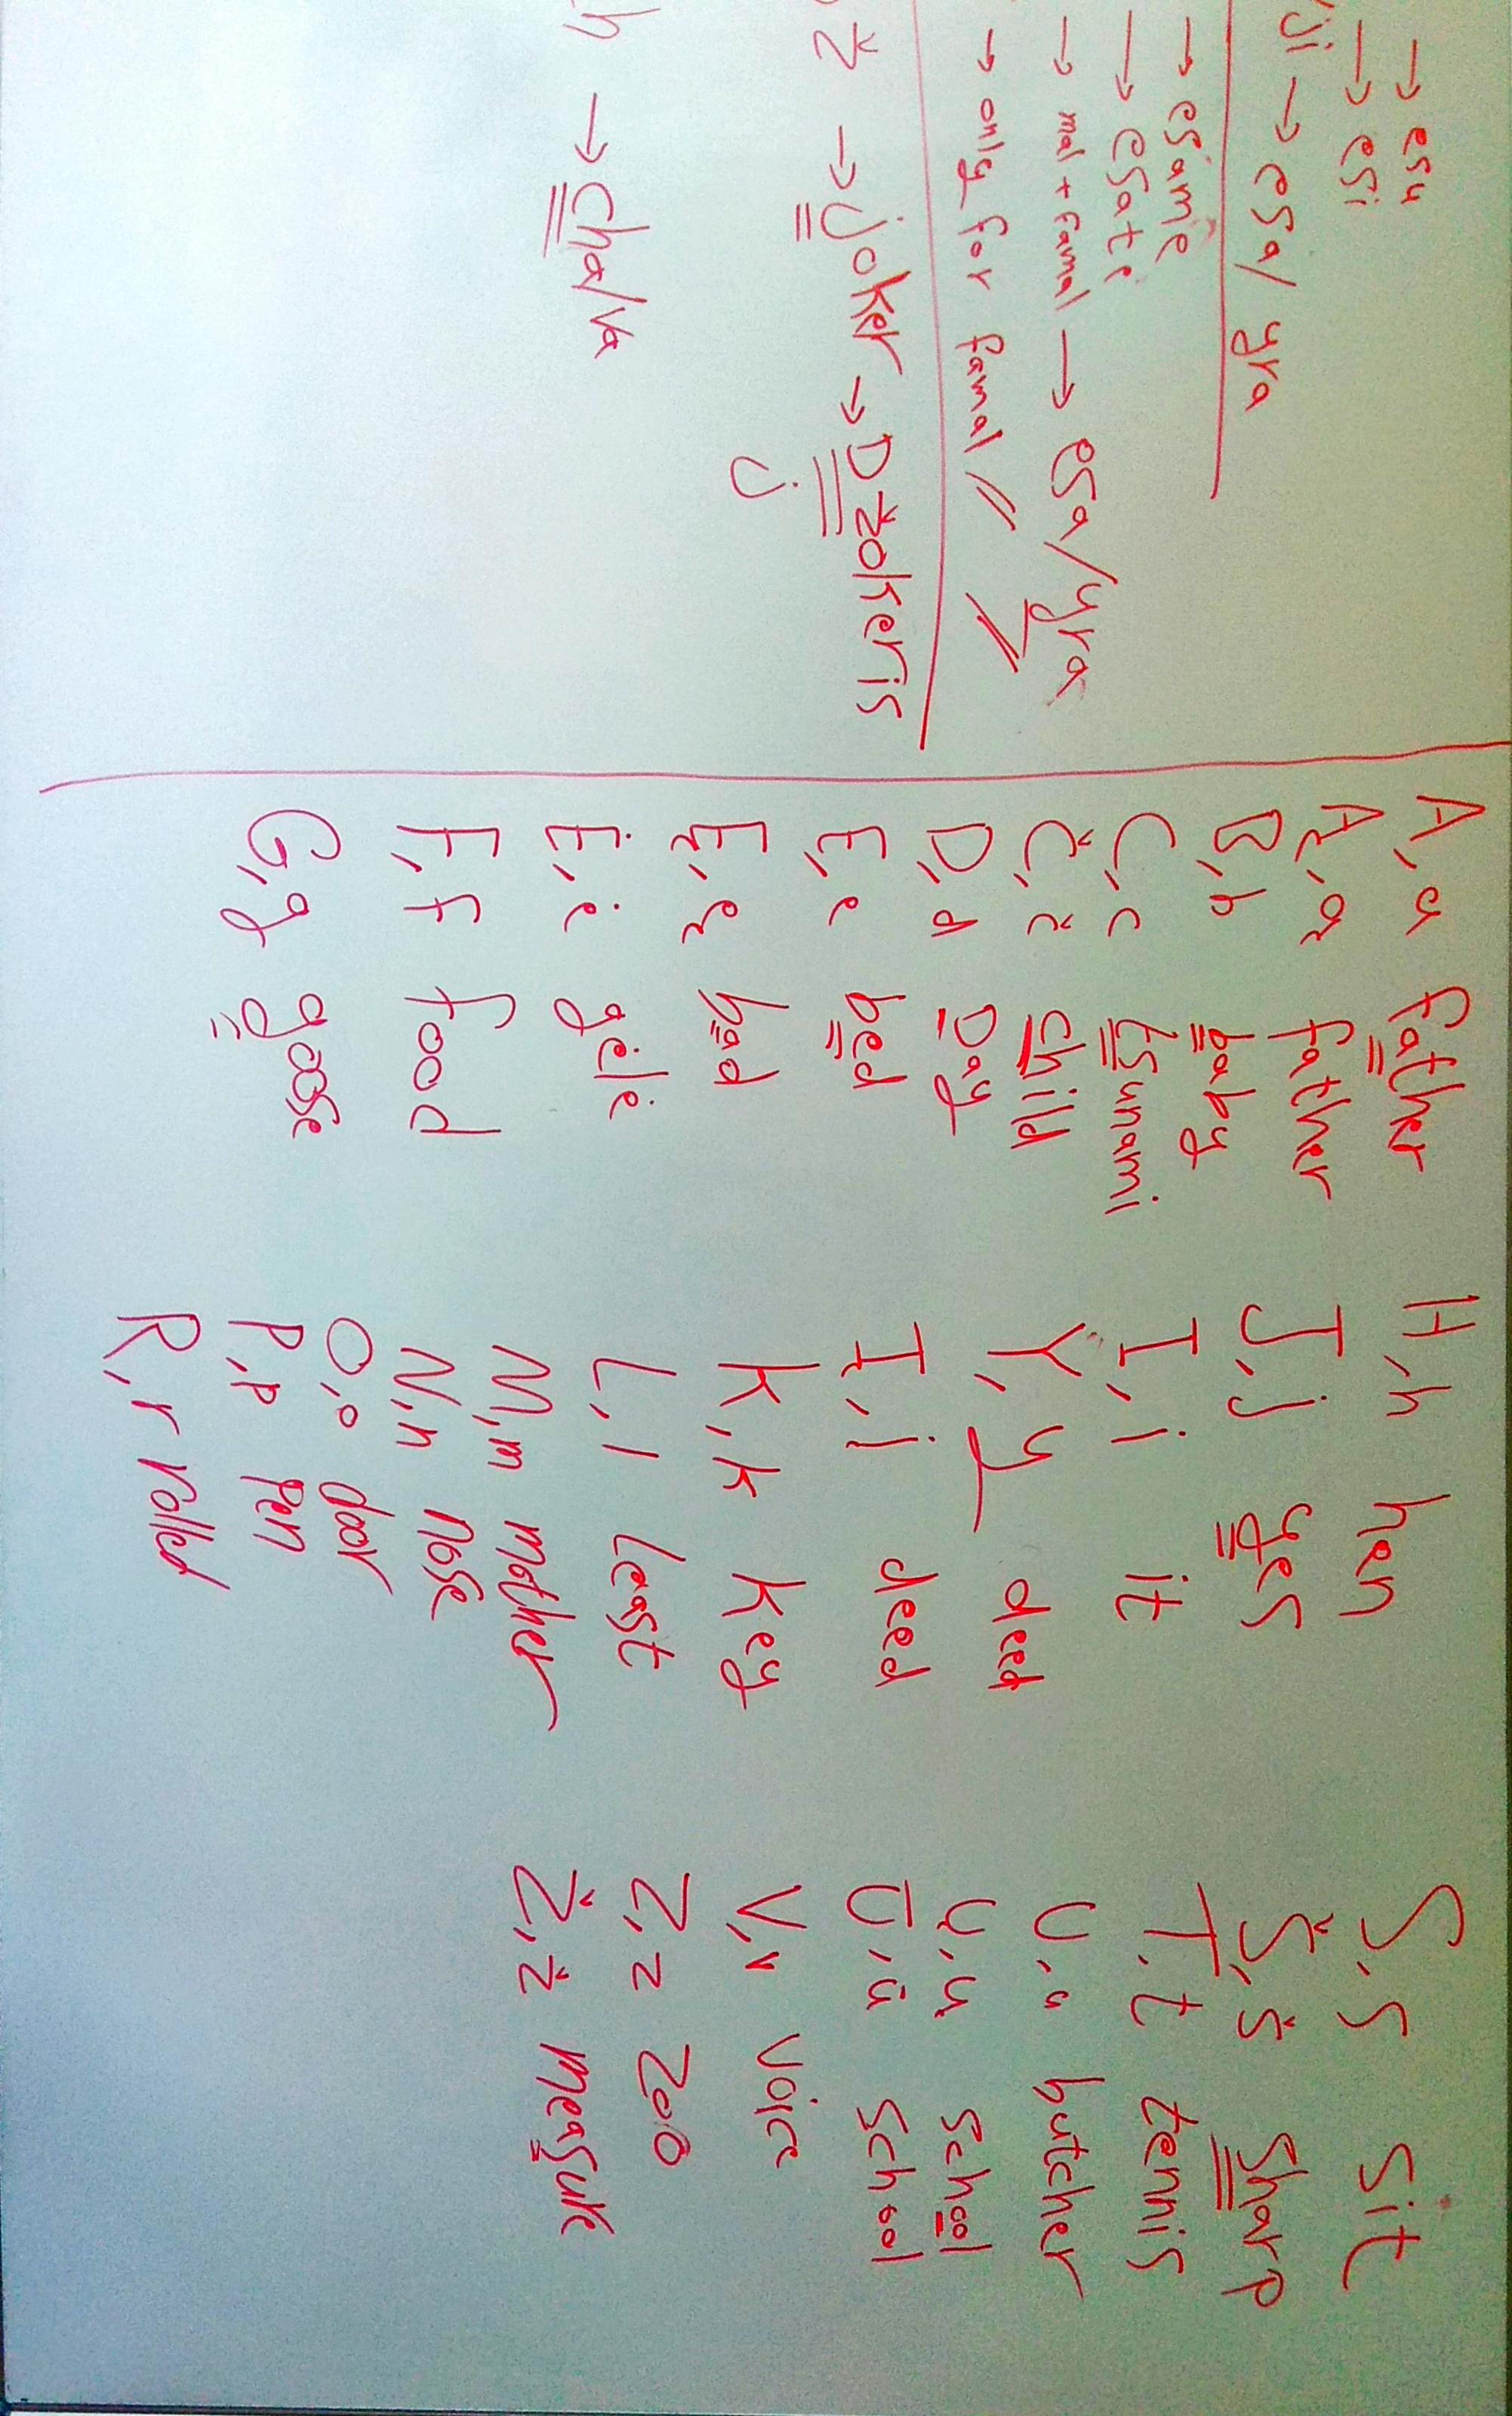 → esu
→ esi
ji → esa/yra
→ esame
→ esate
→ mal + famal → esa/yra
→ only for famal //
Ž → joker → Džokeris
j
→ Chalva
A, a father
Ą, ą father
B, b baby
C, c tsunami
Č, č child
D, d Day
E, e bed
Ę, ę bad
Ė, ė gėlė
F, f food
G, g goose
H, h hen
J, j yes
I, i it
Y, y deed
I, i deed
K, k key
L, l least
M, m mother
N, n nose
O, o door
P, p pen
R, r rolled
S, s sit
Š, š sharp
T, t tennis
U, u butcher
Ų, ų school
Ū, ū school
V, v voice
Z, z zoo
Ž, ž measure